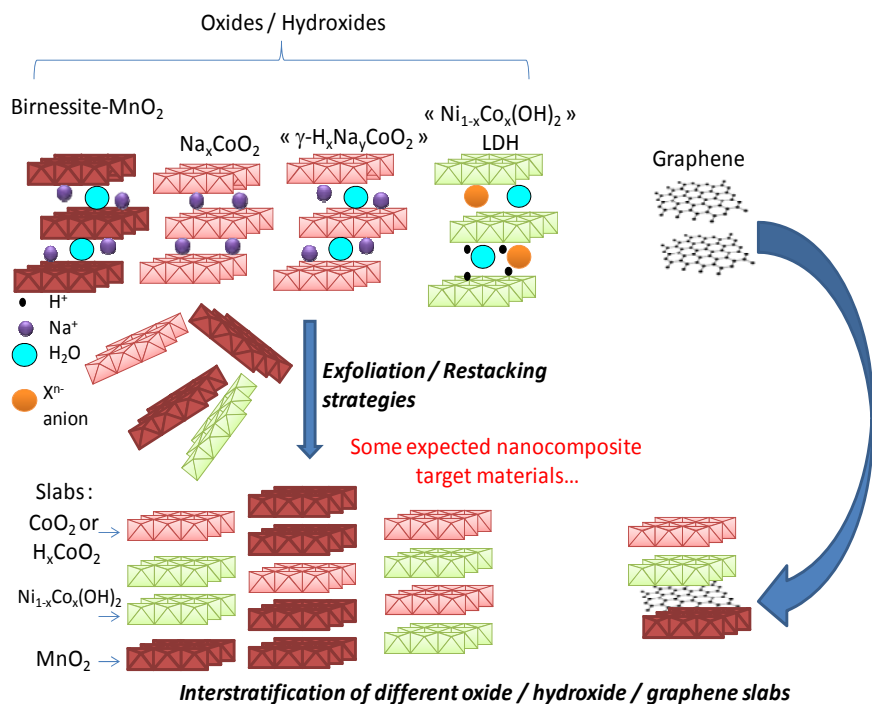 Oxides / Hydroxides
Birnessite-MnO₂
NaₓCoO₂
« γ-HₓNaᵧCoO₂ »
« Ni₁₋ₓCoₓ(OH)₂ »
LDH
Graphene
H⁺
Na⁺
H₂O
Xⁿ⁻
anion
Exfoliation / Restacking
strategies
Some expected nanocomposite
target materials...
Slabs :
CoO₂ or
HₓCoO₂
Ni₁₋ₓCoₓ(OH)₂
MnO₂
Interstratification of different oxide / hydroxide / graphene slabs